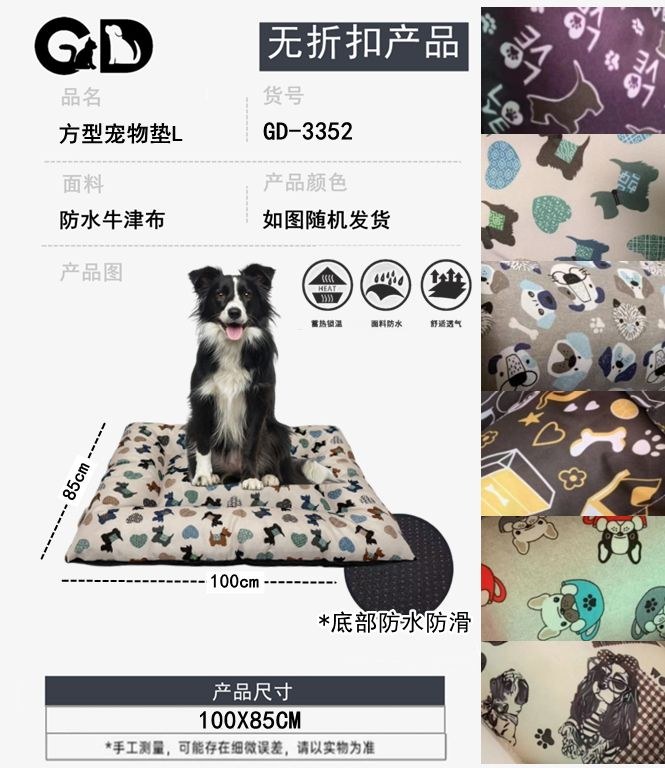 GD
无折扣产品
品名
货号
方型宠物垫L
GD-3352
面料
产品颜色
防水牛津布
如图随机发货
产品图
HEAT
蓄热锁温
面料防水
舒适透气
85cm
100cm
*底部防水防滑
产品尺寸
100X85CM
*手工测量，可能存在细微误差，请以实物为准
LOVE
LOVE